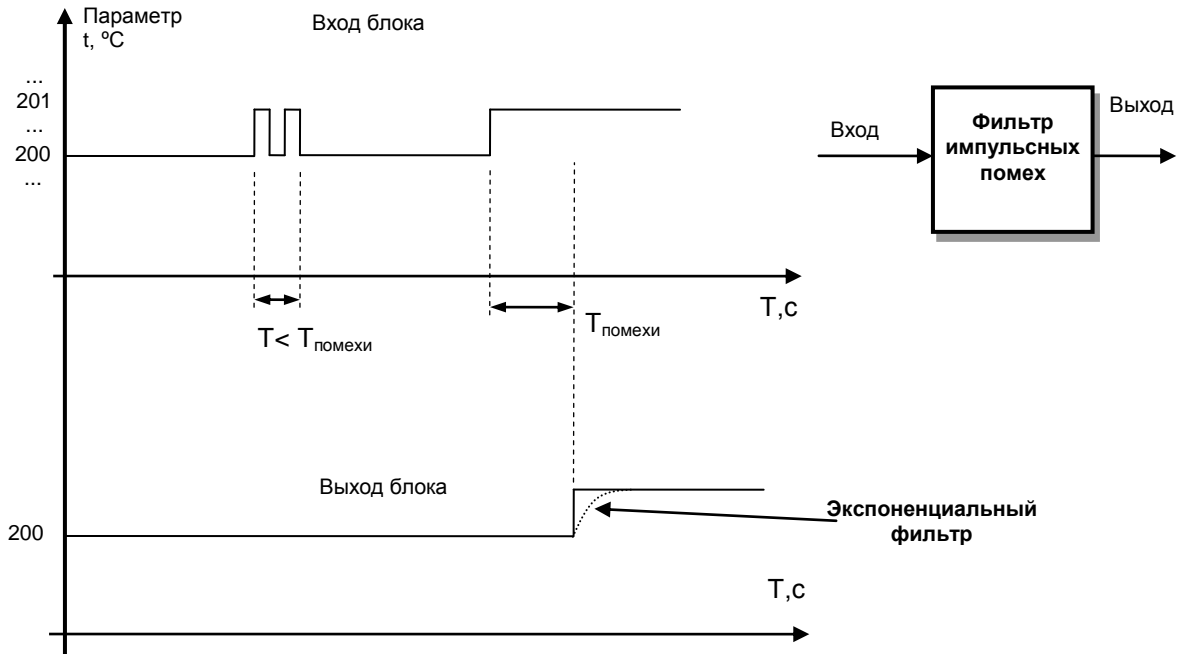 Параметр
t, ºC
Вход блока
...
201
...
200
...
Вход
Фильтр
импульсных
помех
Выход
T< Tпомехи
Tпомехи
T,c
Выход блока
200
Экспоненциальный
фильтр
T,c